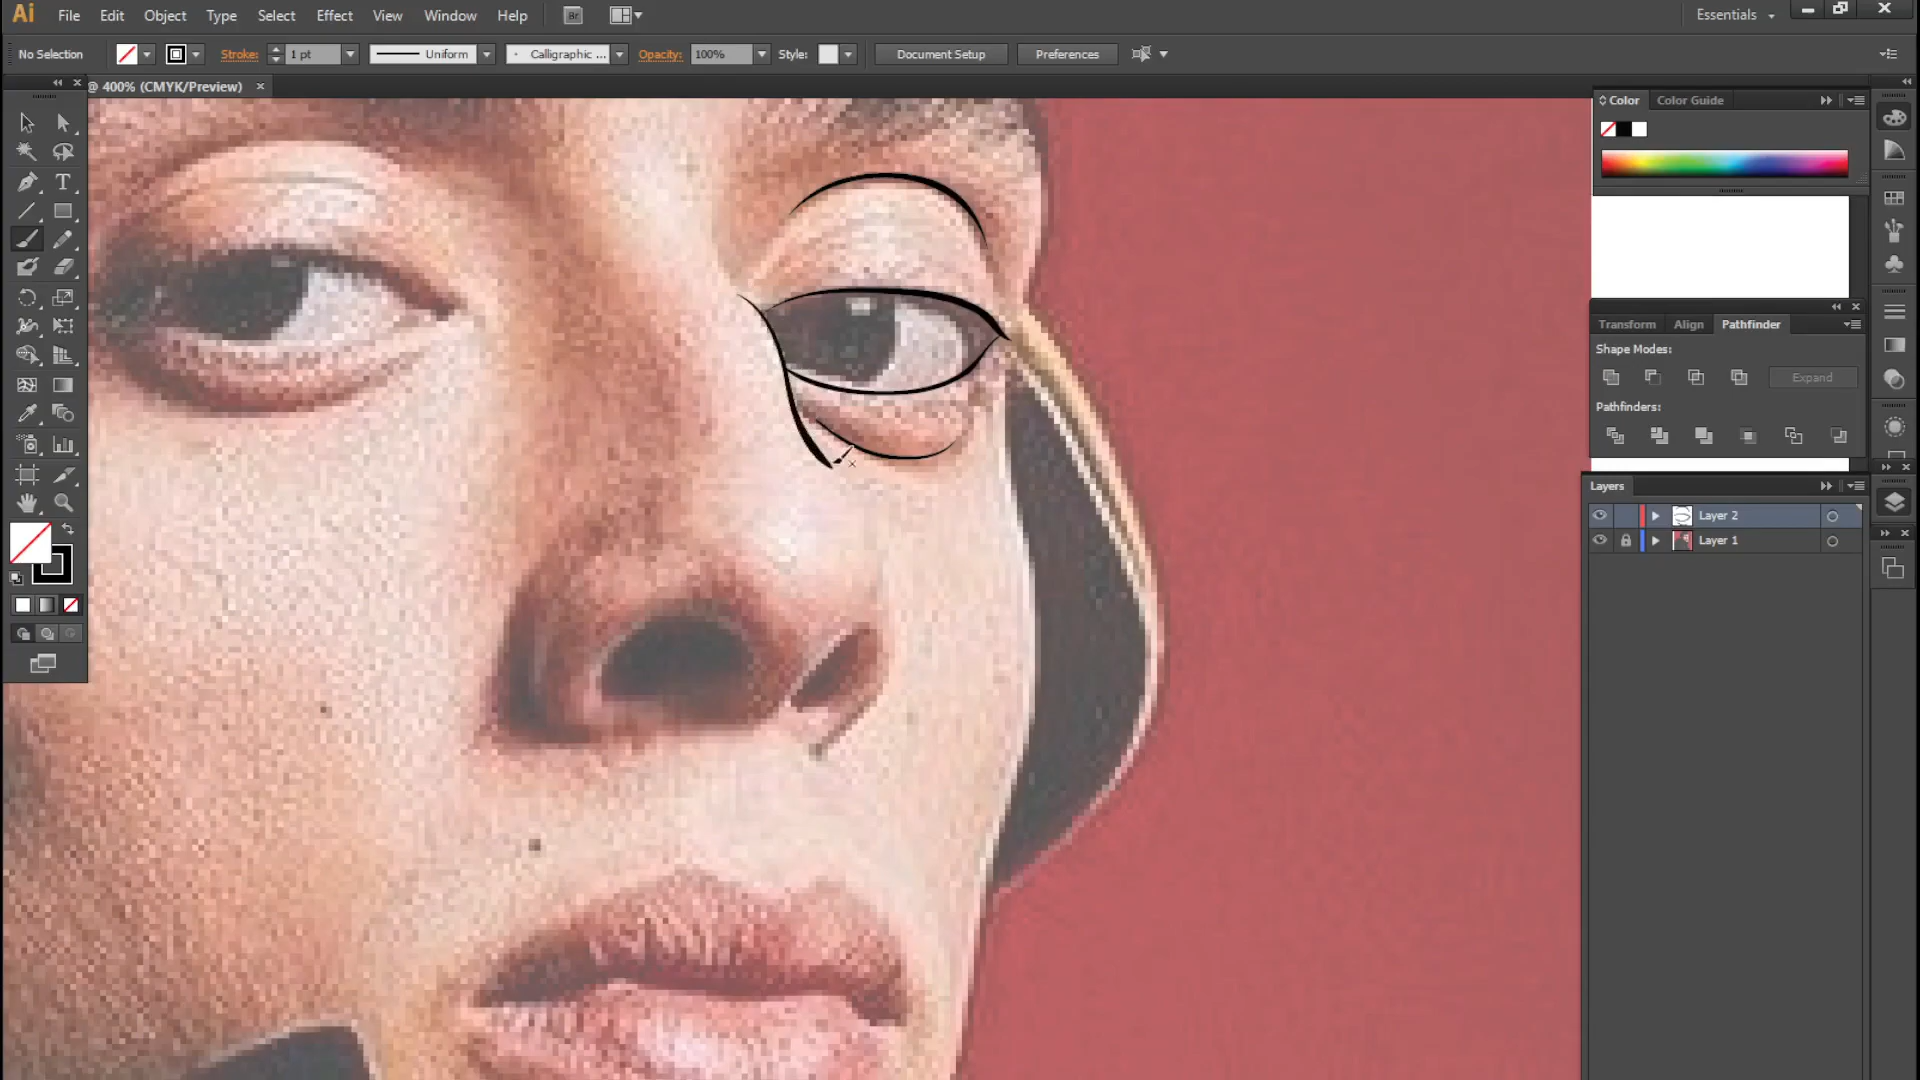 Ai File Edit Object Type Select Effect View Window Help Br Essentials
No Selection Stroke: 1 pt Uniform Calligraphic ... Opacity: 100% Style: Document Setup Preferences
@ 400% (CMYK/Preview)
Color Color Guide
Transform Align Pathfinder
Shape Modes:
Expand
Pathfinders:
Layers
Layer 2
Layer 1